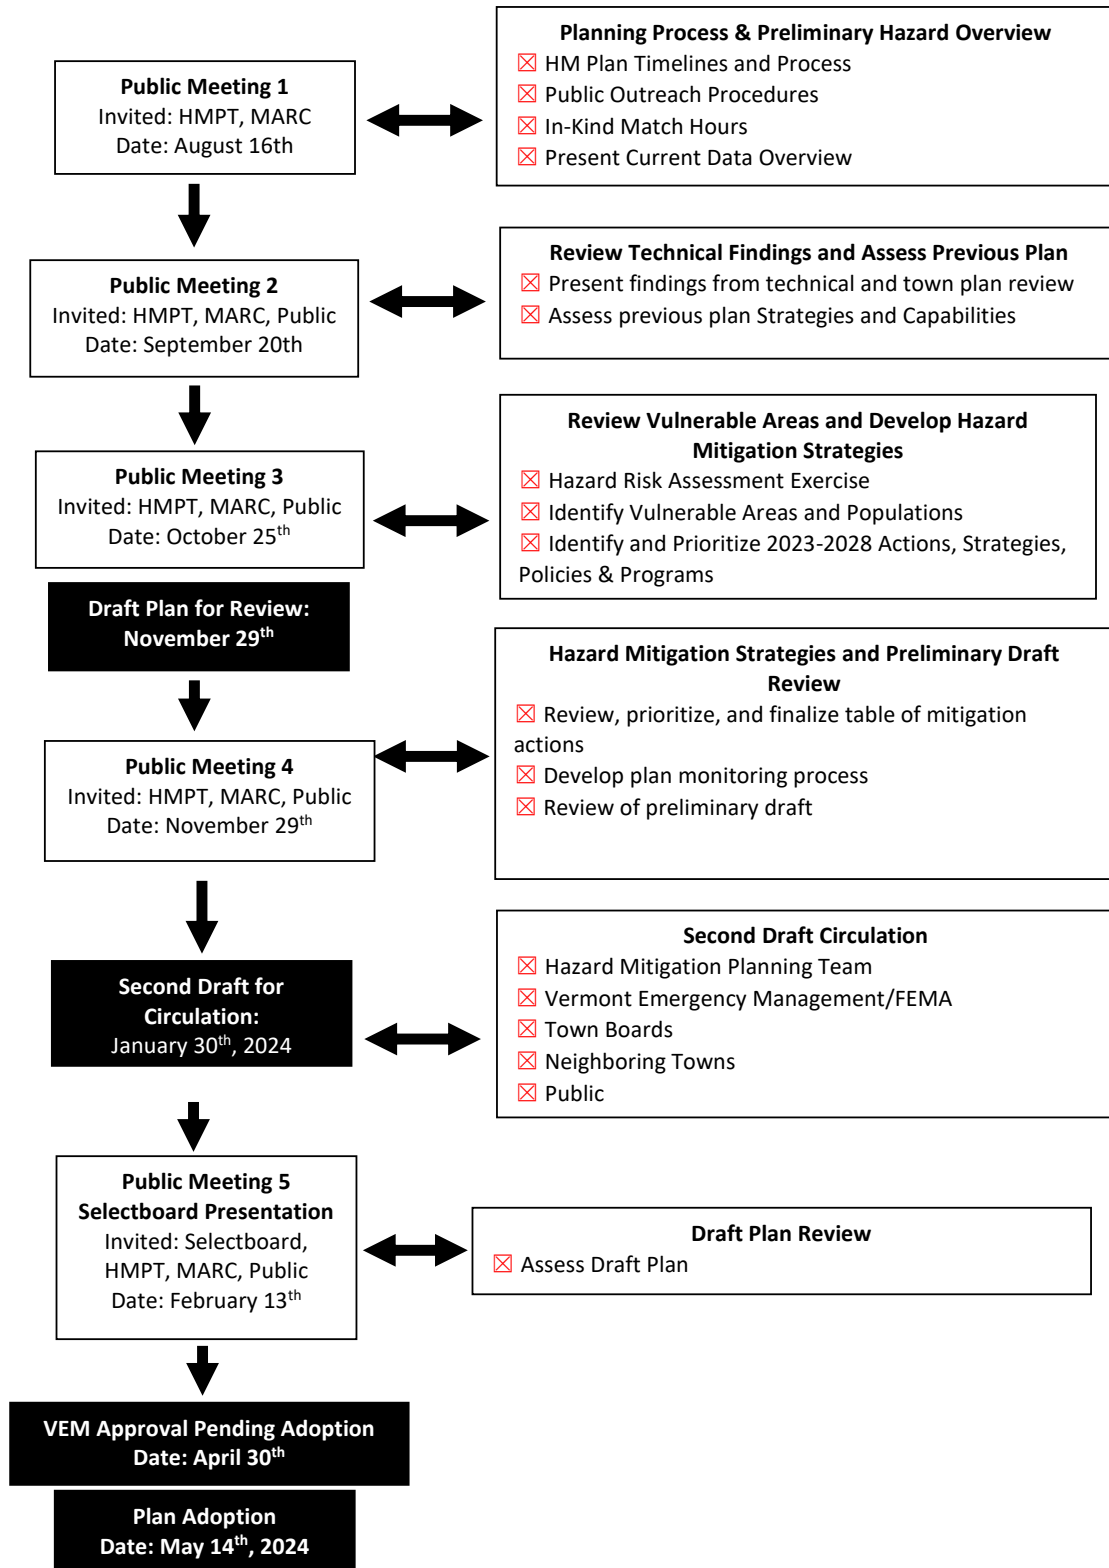 Planning Process & Preliminary Hazard Overview
☒ HM Plan Timelines and Process
☒ Public Outreach Procedures
☒ In-Kind Match Hours
☒ Present Current Data Overview
Public Meeting 1
Invited: HMPT, MARC
Date: August 16th
Review Technical Findings and Assess Previous Plan
☒ Present findings from technical and town plan review
☒ Assess previous plan Strategies and Capabilities
Public Meeting 2
Invited: HMPT, MARC, Public
Date: September 20th
Review Vulnerable Areas and Develop Hazard
Mitigation Strategies
☒ Hazard Risk Assessment Exercise
☒ Identify Vulnerable Areas and Populations
☒ Identify and Prioritize 2023-2028 Actions, Strategies,
Policies & Programs
Public Meeting 3
Invited: HMPT, MARC, Public
Date: October 25th
Draft Plan for Review:
November 29th
Hazard Mitigation Strategies and Preliminary Draft
Review
☒ Review, prioritize, and finalize table of mitigation
actions
☒ Develop plan monitoring process
☒ Review of preliminary draft
Public Meeting 4
Invited: HMPT, MARC, Public
Date: November 29th
Second Draft Circulation
☒ Hazard Mitigation Planning Team
☒ Vermont Emergency Management/FEMA
☒ Town Boards
☒ Neighboring Towns
☒ Public
Second Draft for
Circulation:
January 30th, 2024
Public Meeting 5
Selectboard Presentation
Invited: Selectboard,
HMPT, MARC, Public
Date: February 13th
Draft Plan Review
☒ Assess Draft Plan
VEM Approval Pending Adoption
Date: April 30th
Plan Adoption
Date: May 14th, 2024